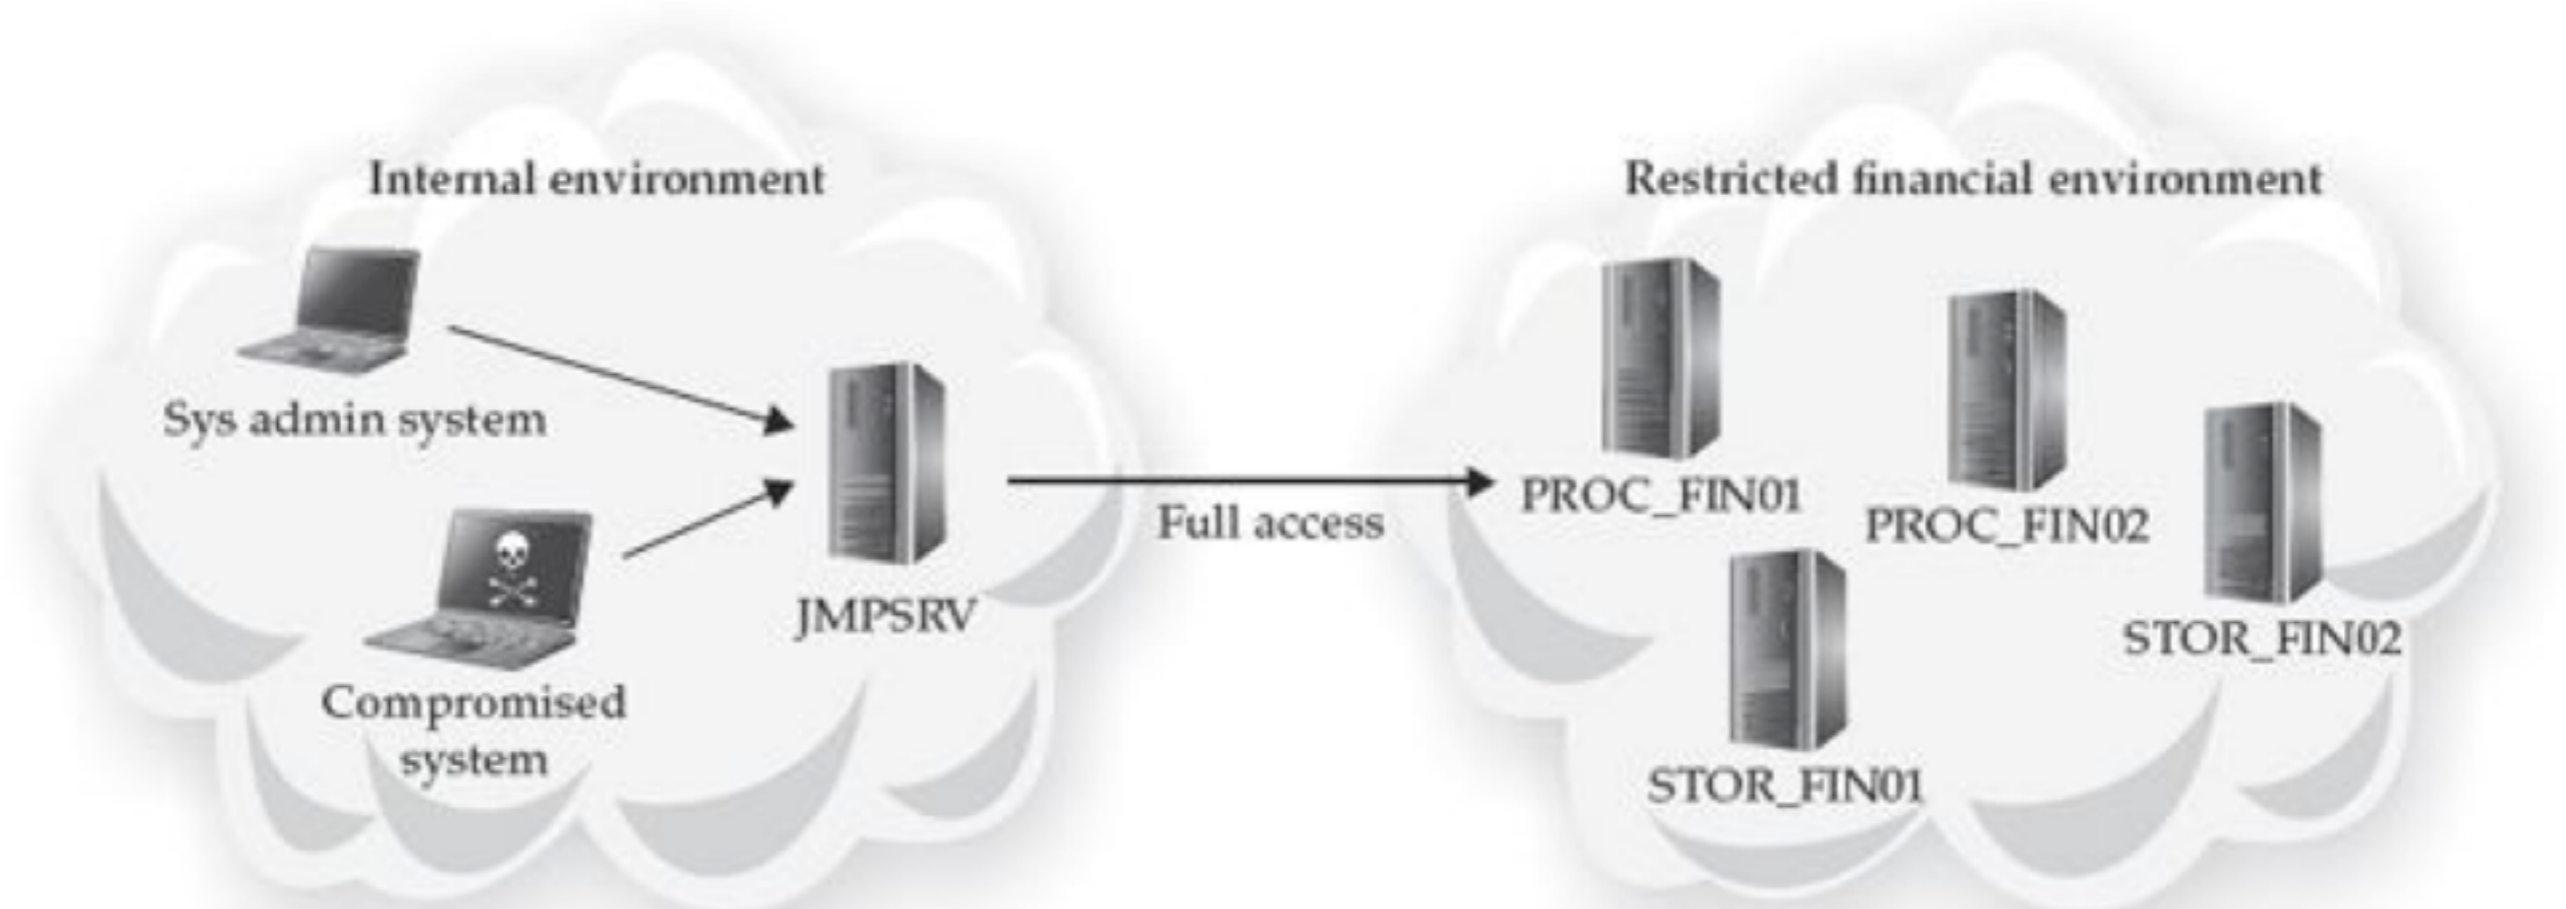 Internal environment
Restricted financial environment
Sys admin system
Compromised
system
JMPSRV
Full access
PROC_FIN01
PROC_FIN02
STOR_FIN02
STOR_FIN01